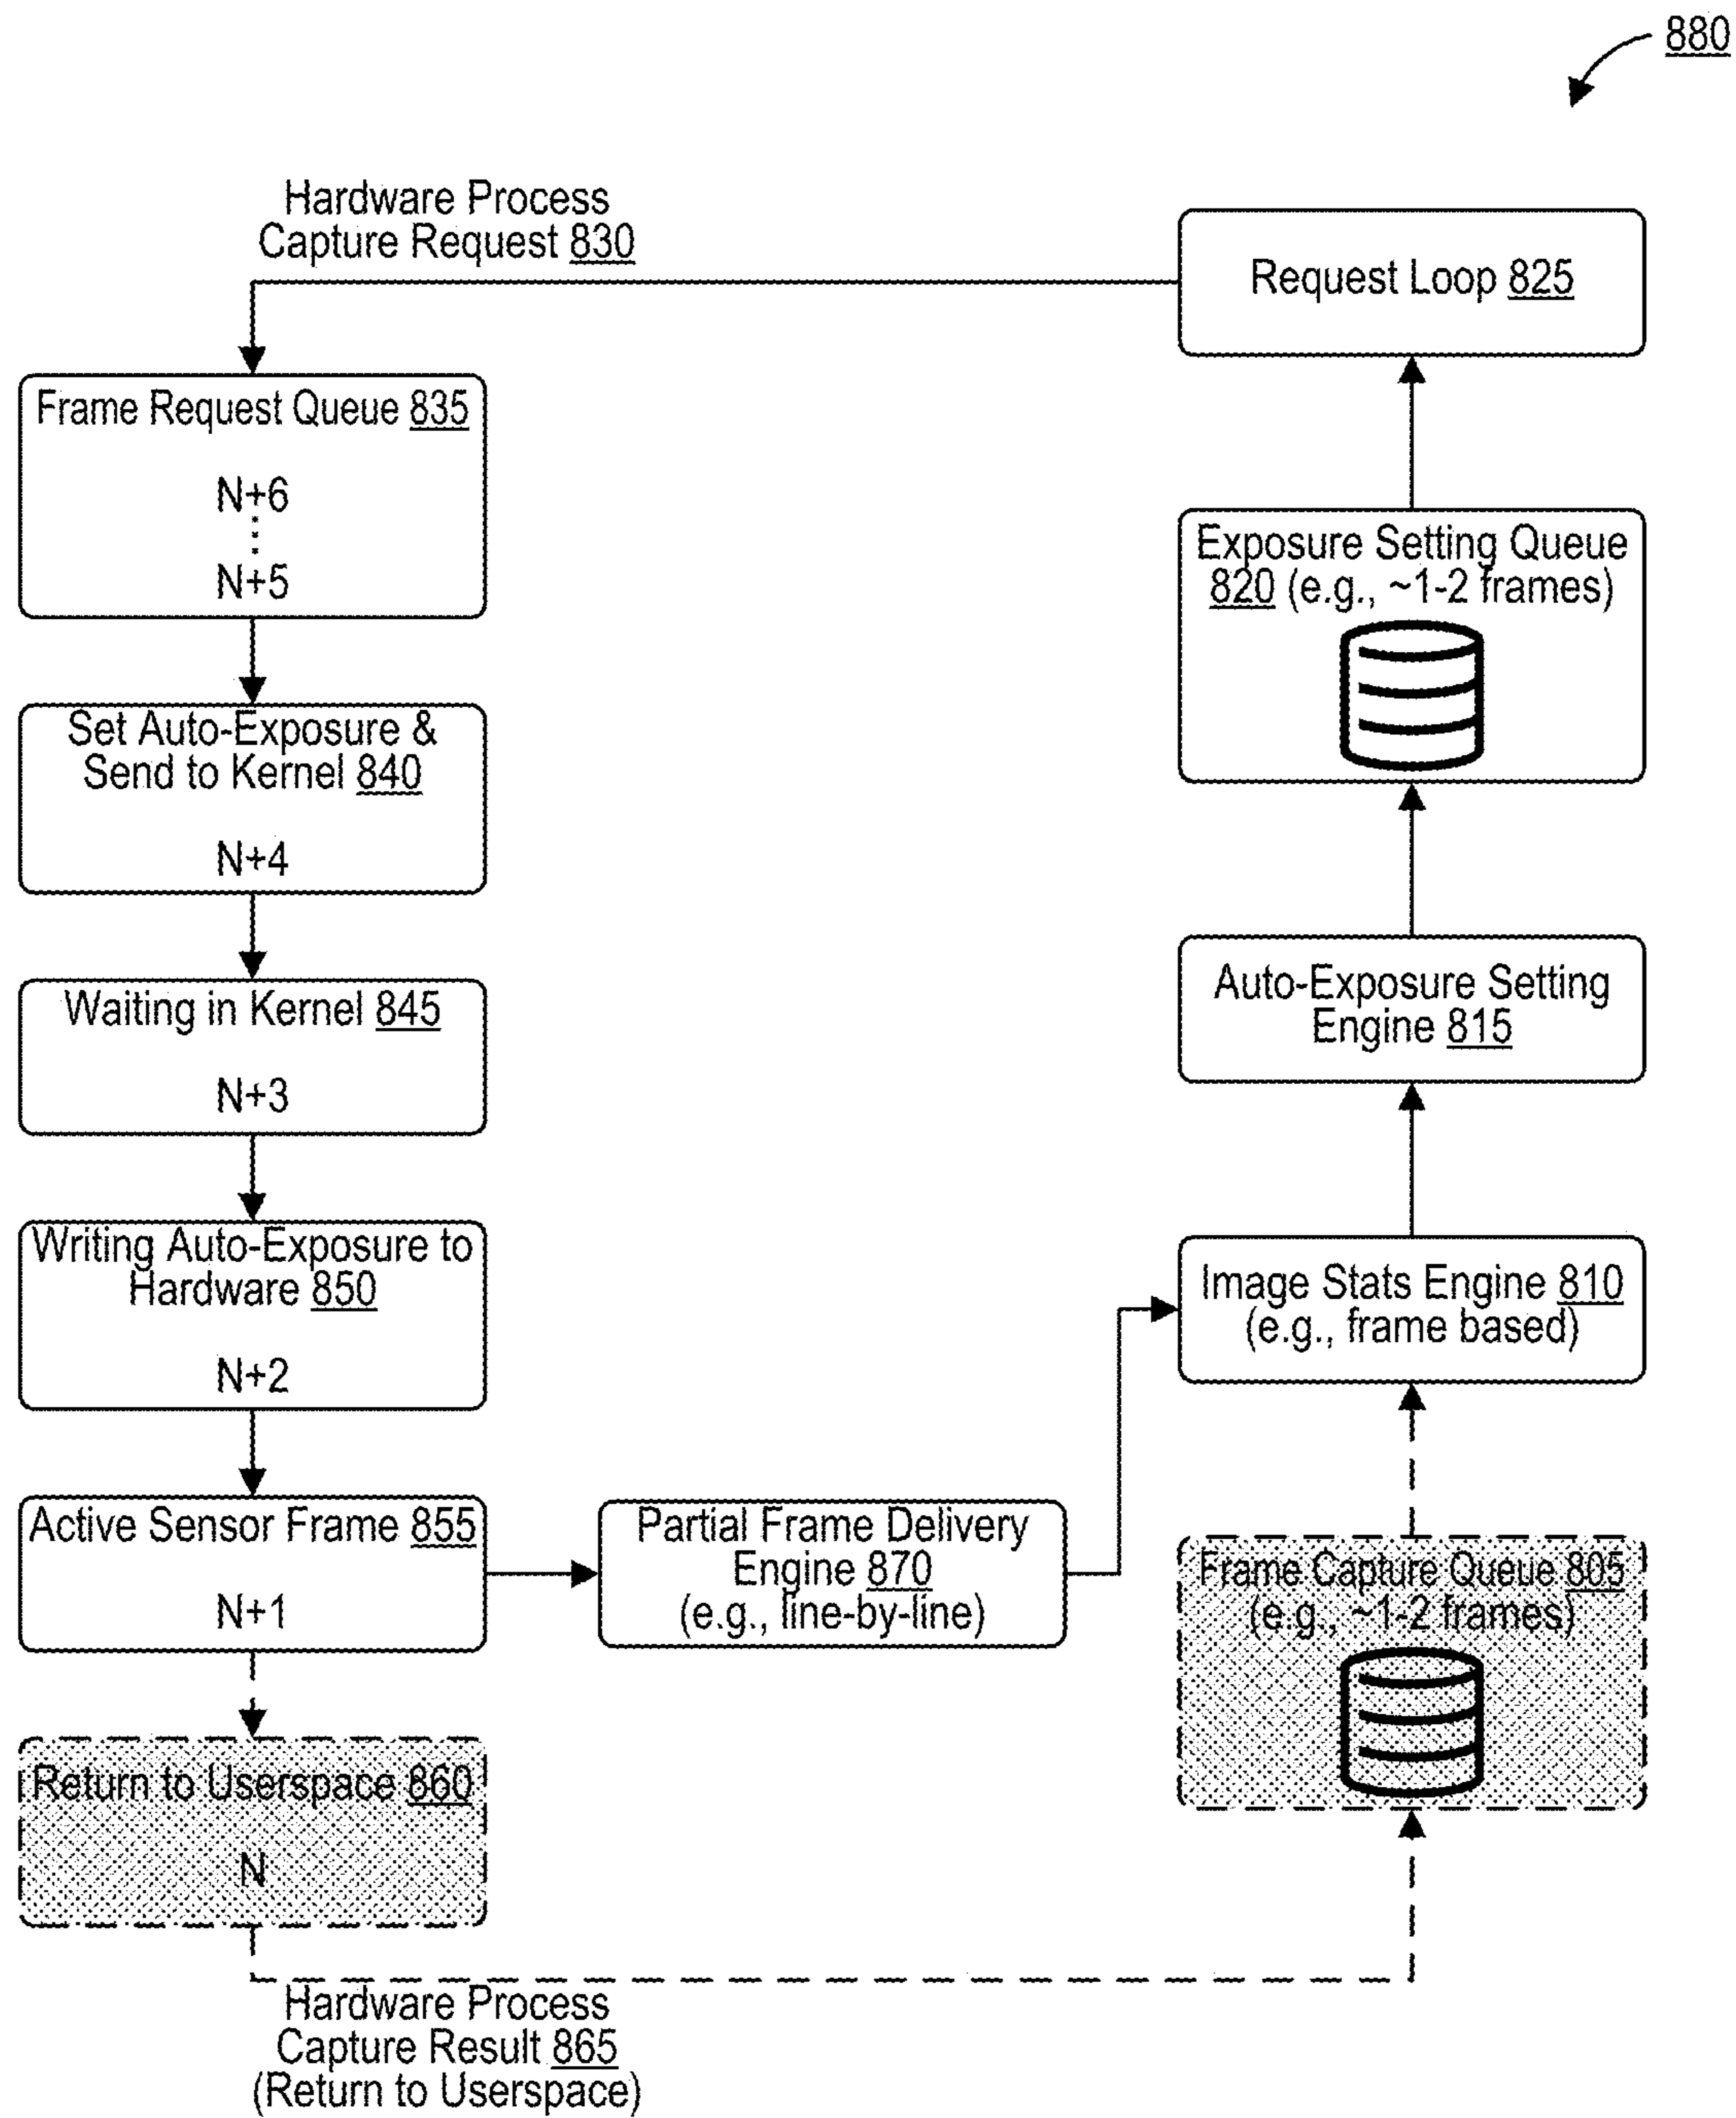 880
Hardware Process
Capture Request 830
Request Loop 825
Frame Request Queue 835
N+6
N+5
Exposure Setting Queue
820 (e.g., ~1-2 frames)
Set Auto-Exposure &
Send to Kernel 840
N+4
Auto-Exposure Setting
Engine 815
Waiting in Kernel 845
N+3
Writing Auto-Exposure to
Hardware 850
N+2
Image Stats Engine 810
(e.g., frame based)
Active Sensor Frame 855
N+1
Partial Frame Delivery
Engine 870
(e.g., line-by-line)
Frame Capture Queue 805
(e.g., ~1-2 frames)
Return to Userspace 860
N
Hardware Process
Capture Result 865
(Return to Userspace)